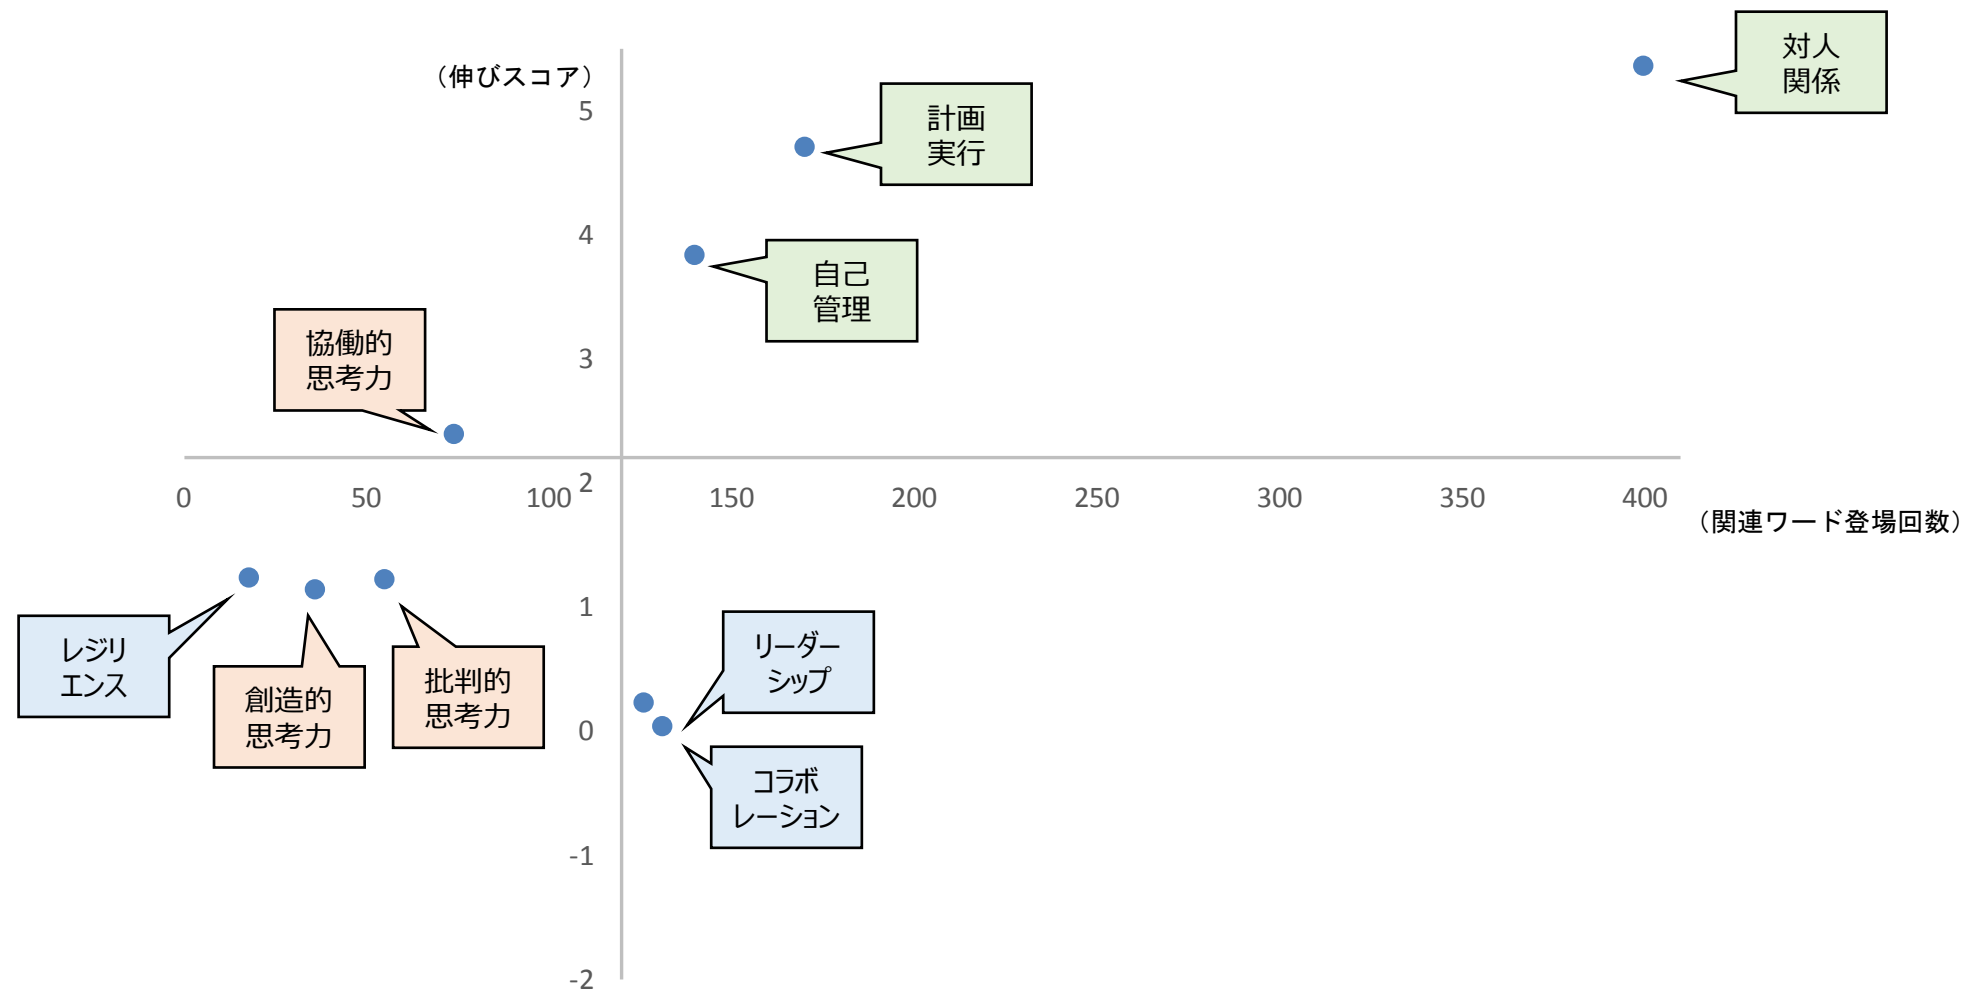 対人
関係
（伸びスコア）
5
計画
実行
4
自己
管理
3
協働的
思考力
2
0
50
100
150
200
250
300
350
400
（関連ワード登場回数）
1
レジリ
エンス
創造的
思考力
批判的
思考力
リーダー
シップ
0
コラボ
レーション
-1
-2